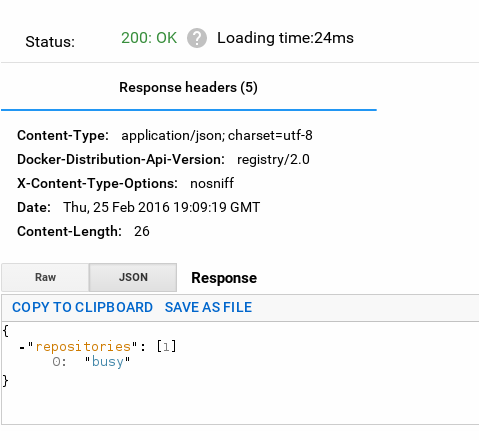 Status: 200: OK ? Loading time:24ms
Response headers (5)
Content-Type: application/json; charset=utf-8
Docker-Distribution-Api-Version: registry/2.0
X-Content-Type-Options: nosniff
Date: Thu, 25 Feb 2016 19:09:19 GMT
Content-Length: 26
Raw JSON Response
COPY TO CLIPBOARD SAVE AS FILE
{
-"repositories": [1]
0: "busy"
}